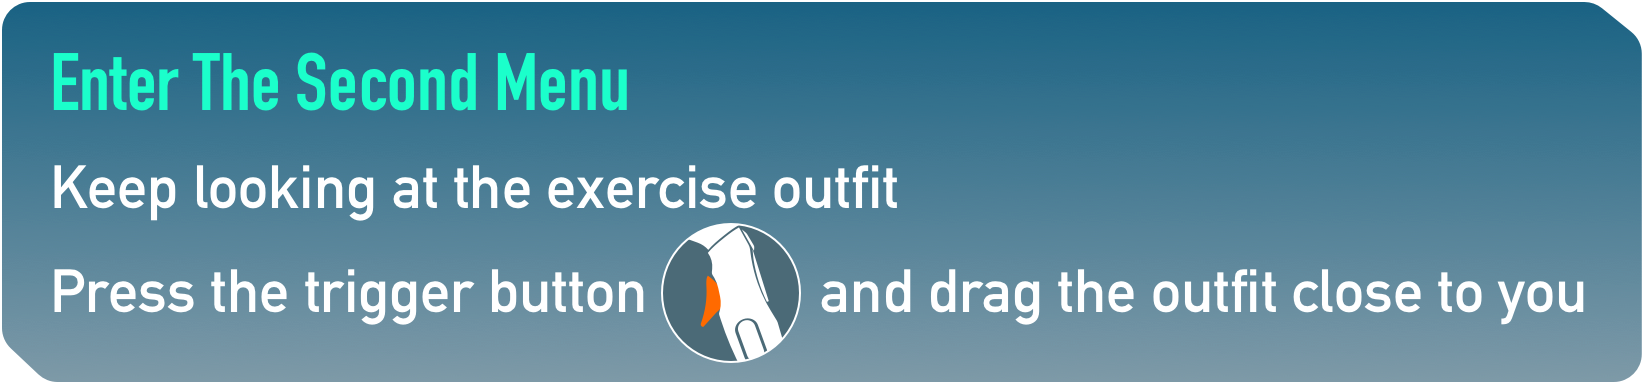 Enter The Second Menu
Keep looking at the exercise outfit
Press the trigger button and drag the outfit close to you